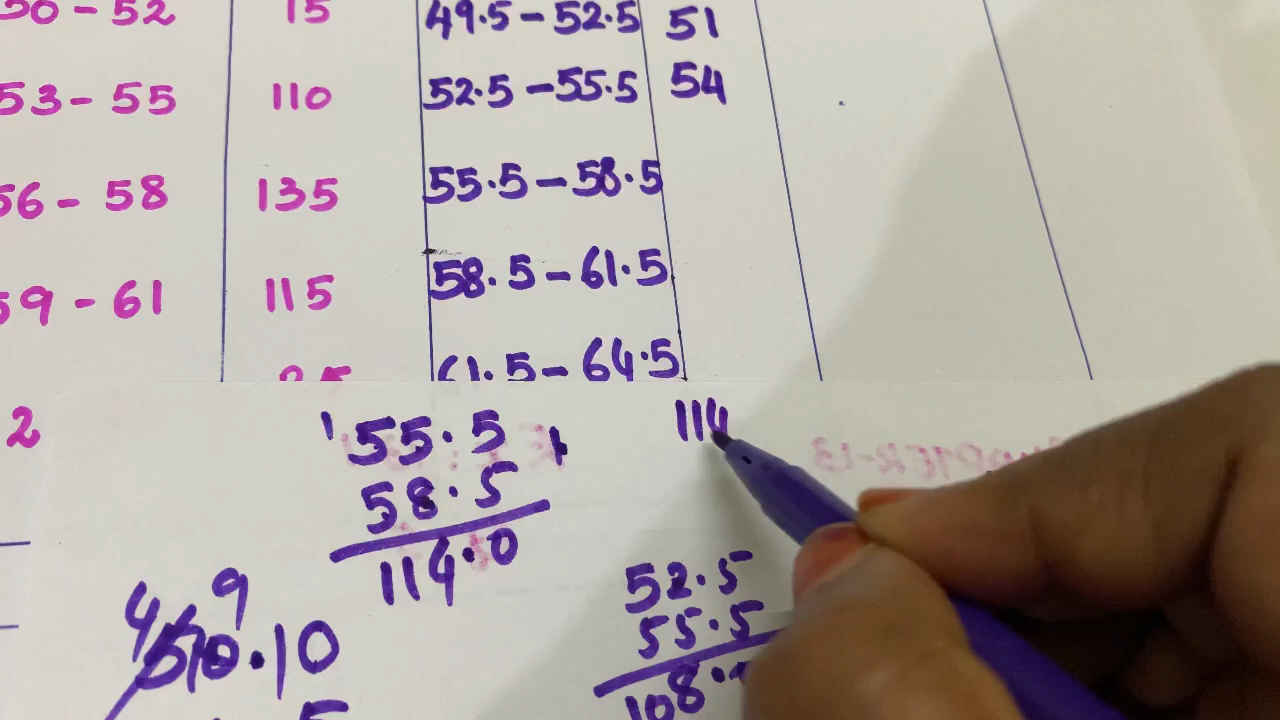 50 - 52 15 49.5 - 52.5 51
53 - 55 110 52.5 - 55.5 54
56 - 58 135 55.5 - 58.5
59 - 61 115 58.5 - 61.5
61.5 - 64.5
2
55.5
58.5
114.0
114
52.5
55.5
108.
4 9
10